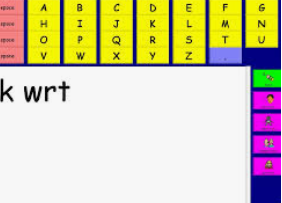 A B C D E F G
H I J K L M N
O P Q R S T U
V W X Y Z .
k wrt